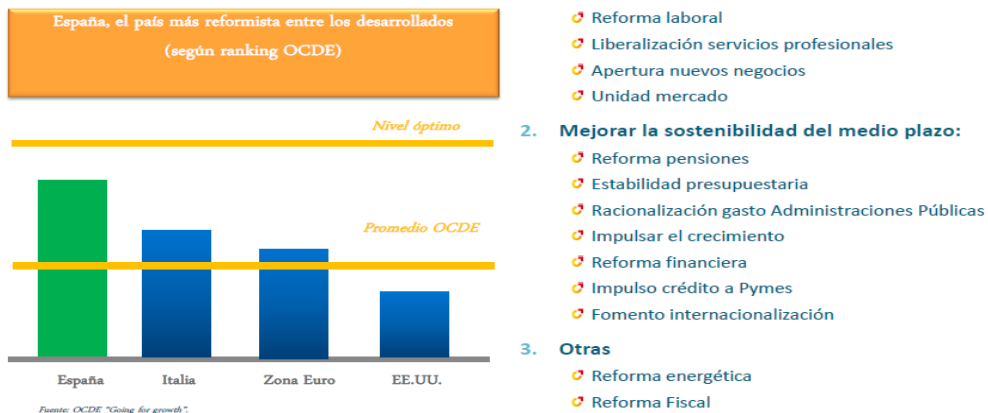 España, el país más reformista entre los desarrollados
(según ranking OCDE)
Nivel óptimo
Promedio OCDE
España
Italia
Zona Euro
EE.UU.
Fuente: OCDE "Going for growth".
Reforma laboral
Liberalización servicios profesionales
Apertura nuevos negocios
Unidad mercado
2. Mejorar la sostenibilidad del medio plazo:
Reforma pensiones
Estabilidad presupuestaria
Racionalización gasto Administraciones Públicas
Impulsar el crecimiento
Reforma financiera
Impulso crédito a Pymes
Fomento internacionalización
3. Otras
Reforma energética
Reforma Fiscal